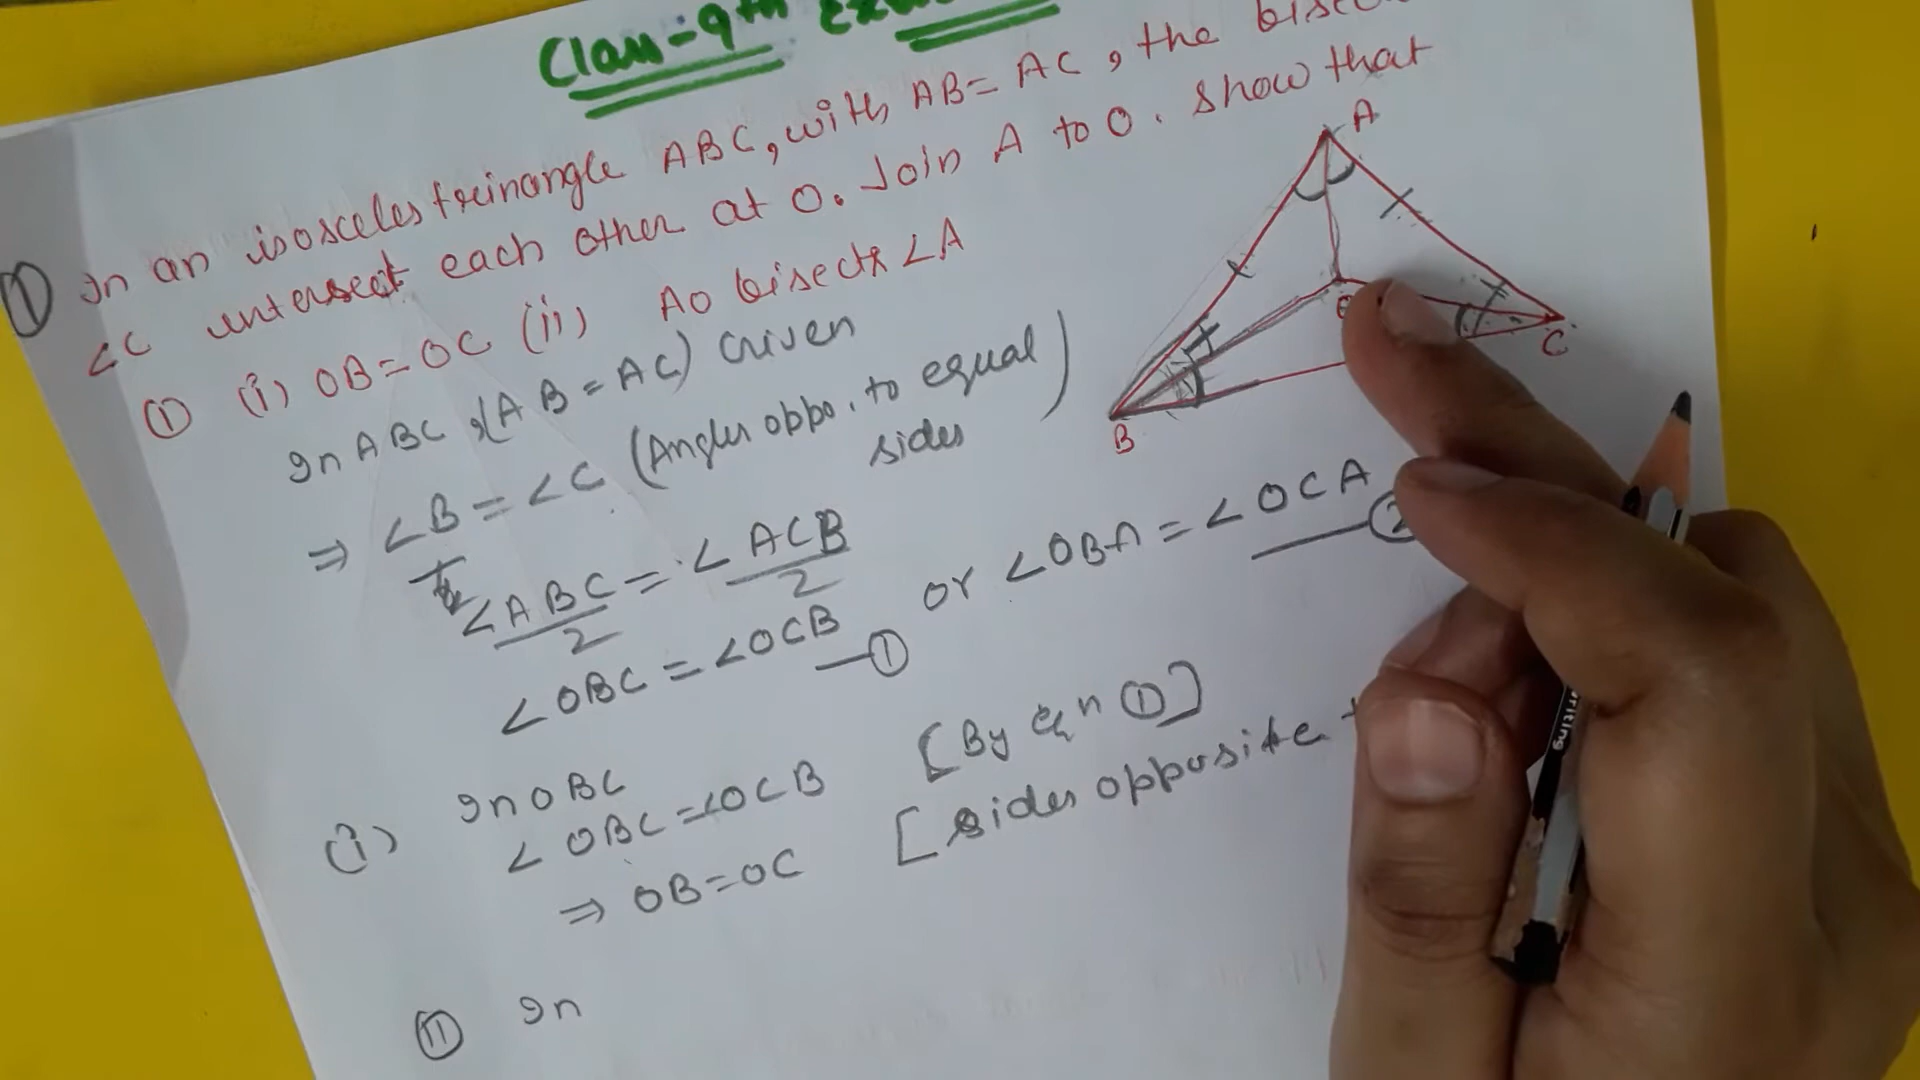 Class-9th
① In an isosceles treinangle ABC, with AB=AC, the
∠C intersect each other at O. Join A to O. Show that
① (i) OB=OC (ii) AO bisects ∠A
In ABC, (AB=AC) Given
⇒ ∠B=∠C (Angles oppo. to equal
sides)
∠ABC/2 = ∠ACB/2
∠OBC=∠OCB —① or ∠OBA=∠OCA —②
(i) In OBC
∠OBC=∠OCB [By eqn ①]
⇒ OB=OC [sides opposite
(ii) In
A
B
C
writing